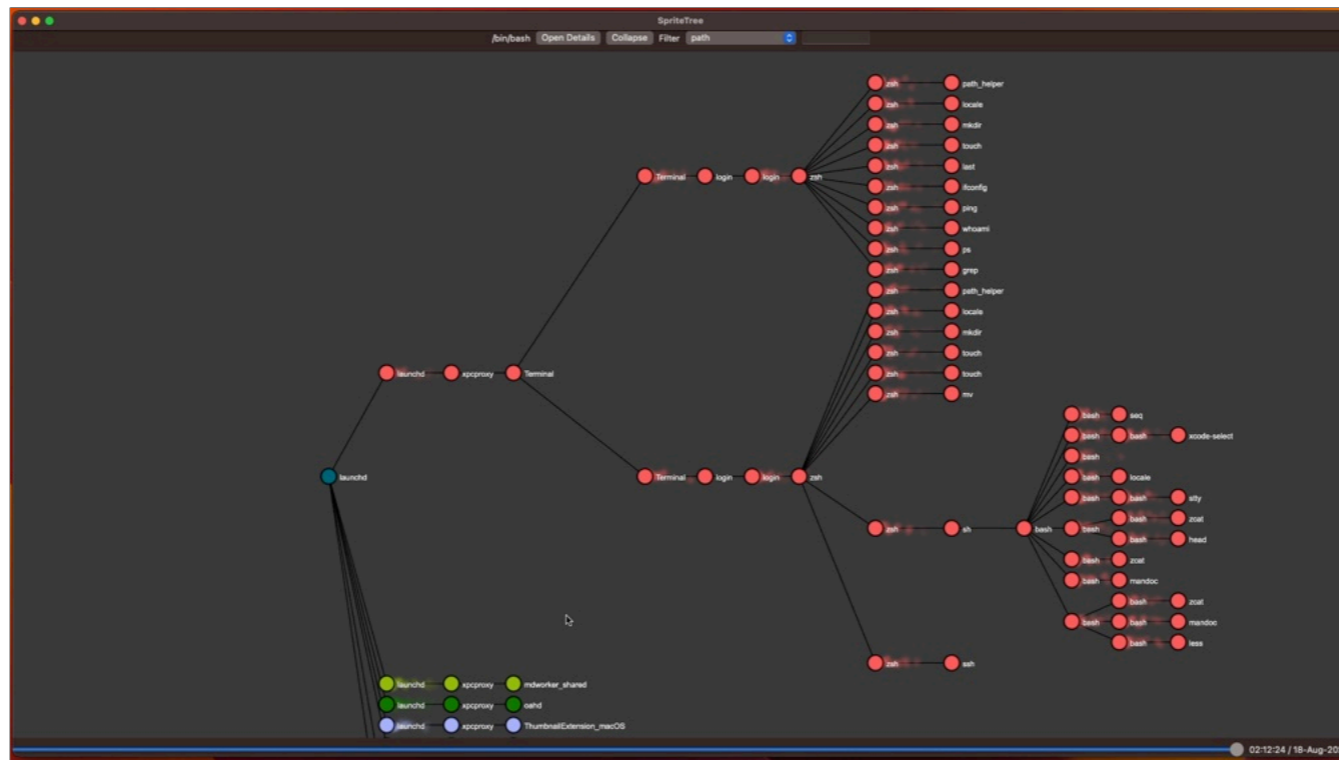 SpriteTree
/bin/bash Open Details Collapse Filter path
zsh path_helper
zsh locale
zsh mkdir
zsh touch
zsh last
Terminal login login zsh zsh ifconfig
zsh ping
zsh whoami
zsh ps
zsh grep
zsh path_helper
zsh locale
zsh mkdir
zsh touch
launchd xpcproxy Terminal zsh touch
zsh mv
bash seq
bash bash xcode-select
bash
launchd Terminal login login zsh bash locale
bash bash stty
bash zcat
zsh sh bash bash
bash head
bash zcat
bash mandoc
bash zcat
bash bash mandoc
bash less
zsh ssh
launchd xpcproxy mdworker_shared
launchd xpcproxy oahd
launchd xpcproxy ThumbnailExtension_macOS
02:12:24 / 18-Aug-20